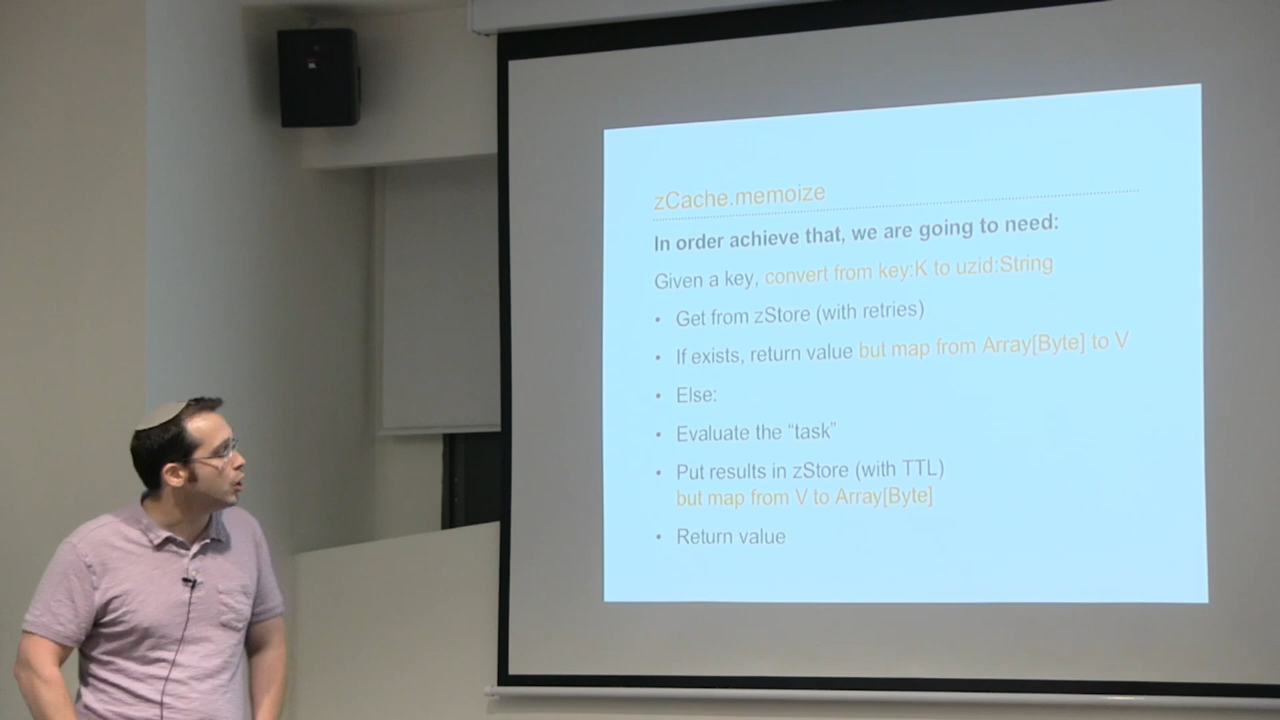 zCache.memoize
In order achieve that, we are going to need:
Given a key, convert from key:K to uzid:String
• Get from zStore (with retries)
• If exists, return value but map from Array[Byte] to V
• Else:
• Evaluate the “task”
• Put results in zStore (with TTL)
but map from V to Array[Byte]
• Return value